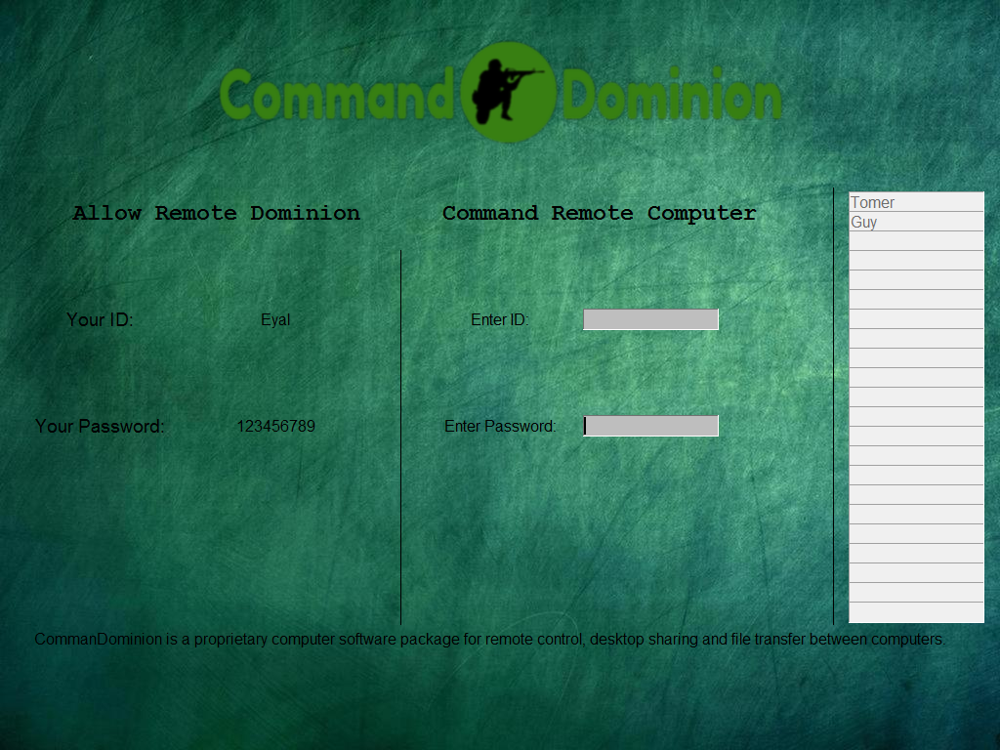 Command Dominion
Allow Remote Dominion
Command Remote Computer
Tomer
Guy
Your ID: Eyal
Enter ID:
Your Password: 123456789
Enter Password:
CommanDominion is a proprietary computer software package for remote control, desktop sharing and file transfer between computers.